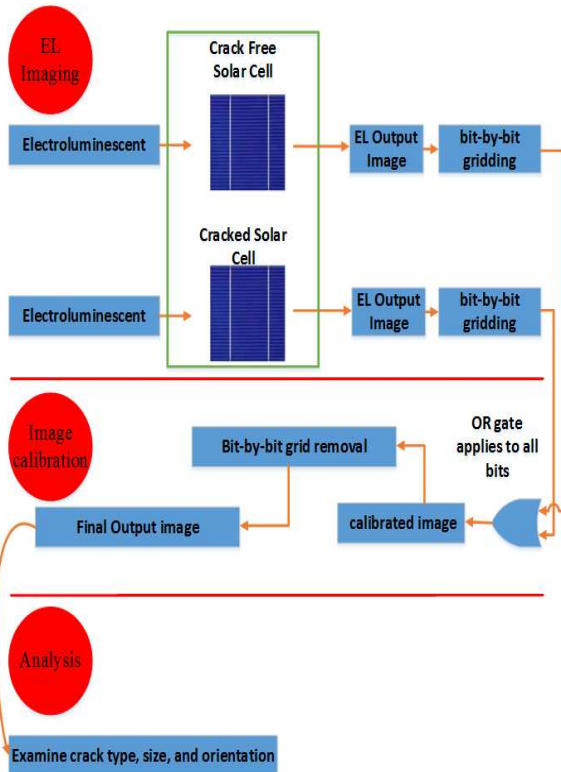 EL
Imaging
Crack Free
Solar Cell
Electroluminescent
EL Output
Image
bit-by-bit
gridding
Cracked Solar
Cell
Electroluminescent
EL Output
Image
bit-by-bit
gridding
Image
calibration
OR gate
applies to all
bits
Bit-by-bit grid removal
calibrated image
Final Output image
Analysis
Examine crack type, size, and orientation